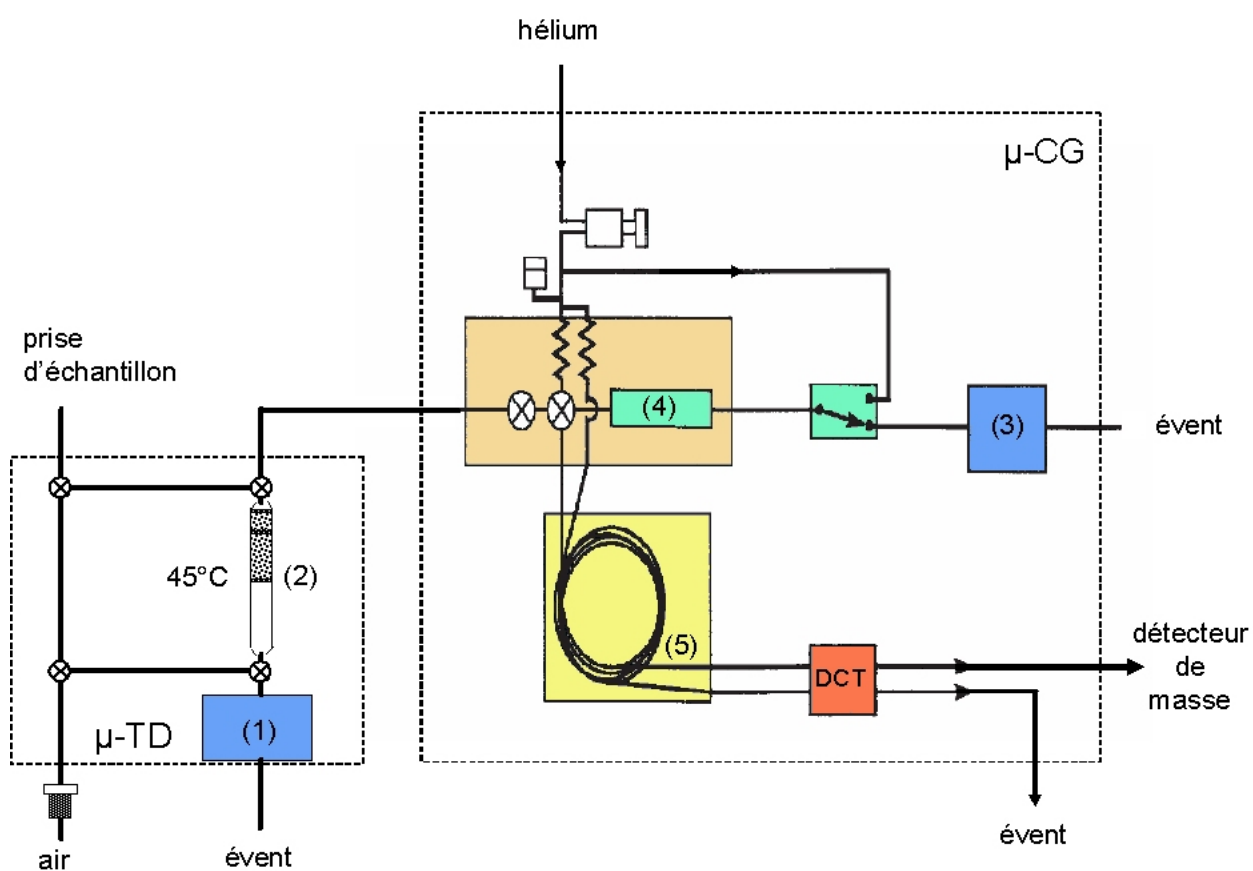 hélium
µ-CG
prise
d'échantillon
(4)
(3)
évent
45°C
(2)
(5)
détecteur
de
masse
DCT
µ-TD
(1)
air
évent
évent